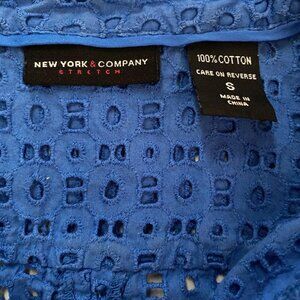 NEW YORK & COMPANY
STRETCH
100% COTTON
CARE ON REVERSE
S
MADE IN
CHINA